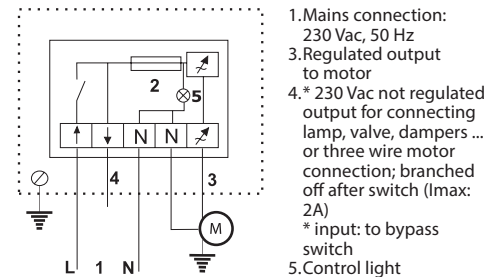 2
5
N N
4
3
M
L 1 N
1.Mains connection:
230 Vac, 50 Hz
3.Regulated output
to motor
4.* 230 Vac not regulated
output for connecting
lamp, valve, dampers ...
or three wire motor
connection; branched
off after switch (Imax:
2A)
* input: to bypass
switch
5.Control light